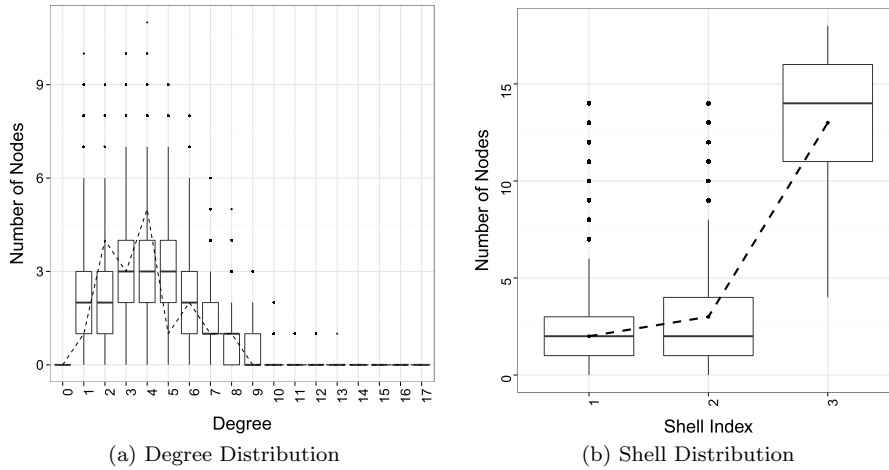 Number of Nodes
9
6
3
0
0 1 2 3 4 5 6 7 8 9 10 11 12 13 14 15 16 17
Degree
(a) Degree Distribution
Number of Nodes
15
10
5
0
1 2 3
Shell Index
(b) Shell Distribution